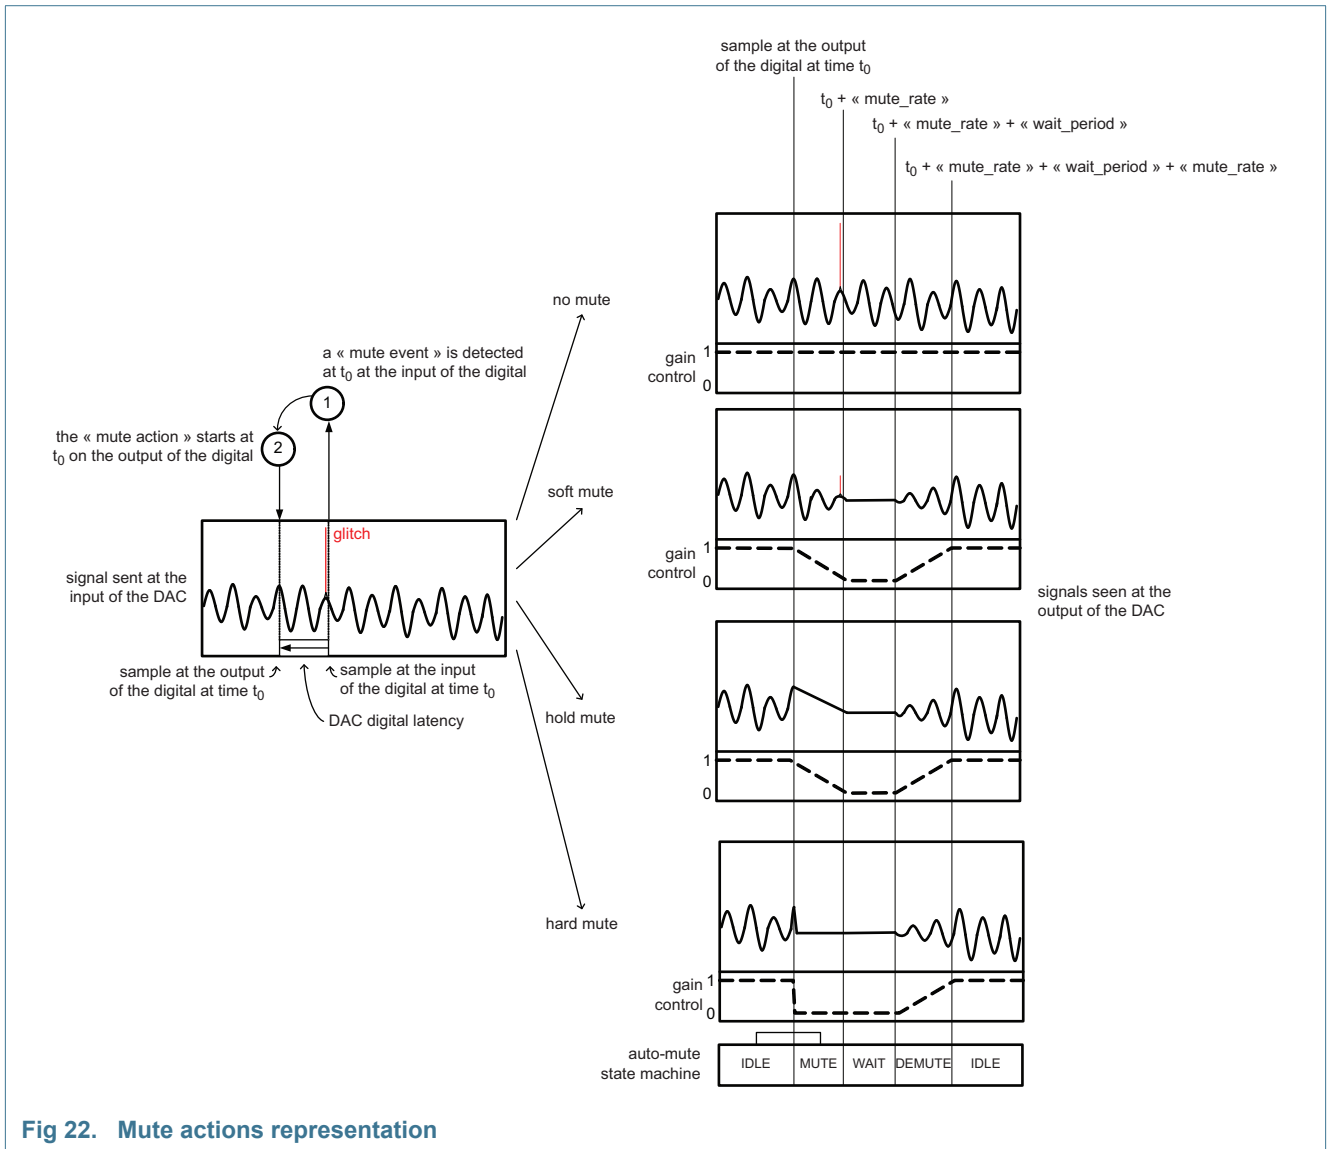 sample at the output
of the digital at time t0
t0 + « mute_rate »
t0 + « mute_rate » + « wait_period »
t0 + « mute_rate » + « wait_period » + « mute_rate »
no mute
a « mute event » is detected
at t0 at the input of the digital
1
the « mute action » starts at
t0 on the output of the digital
2
soft mute
glitch
signal sent at the
input of the DAC
sample at the output
of the digital at time t0
sample at the input
of the digital at time t0
DAC digital latency
hold mute
hard mute
gain
control
1
0
gain
control
1
0
signals seen at the
output of the DAC
1
0
gain
control
1
0
auto-mute
state machine
IDLE
MUTE
WAIT
DEMUTE
IDLE
Fig 22. Mute actions representation